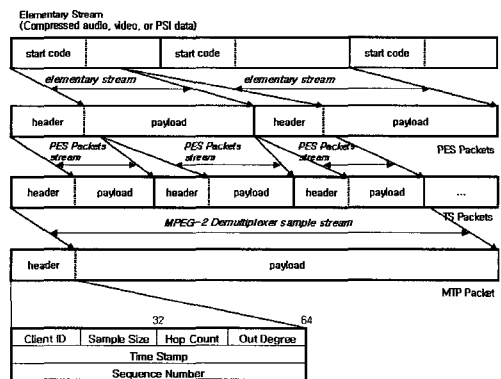 Elementary Stream
(Compressed audio, video, or PSI data)
start code start code start code
elementary stream elementary stream
header payload header payload
PES Packets
PES Packets stream PES Packets stream PES Packets stream
header payload header payload header payload ...
TS Packets
MPEG-2 Demultiplexer sample stream
header payload
MTP Packet
32 64
Client ID Sample Size Hop Count Out Degree
Time Stamp
Sequence Number